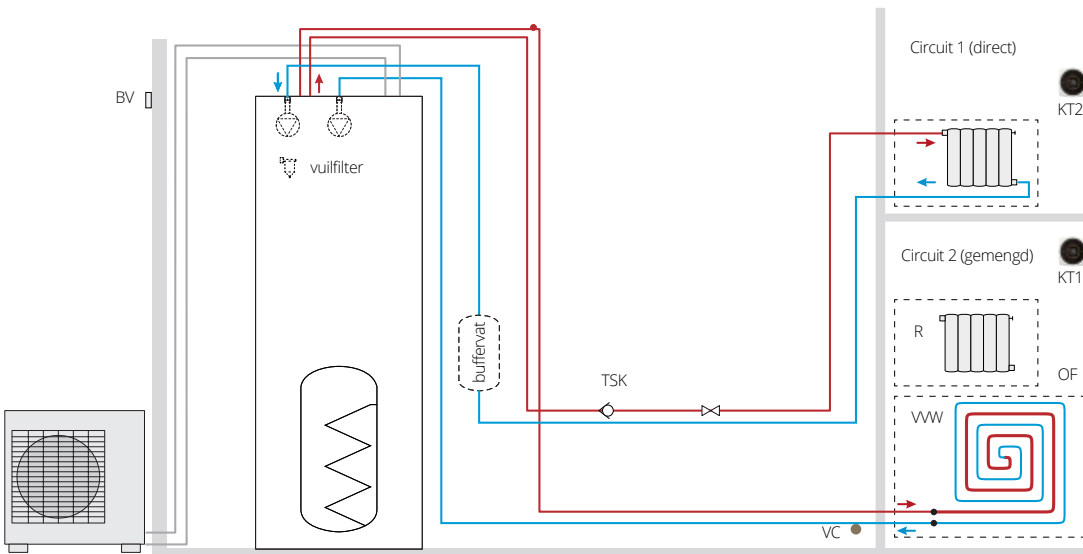 Circuit 1 (direct)
KT2
BV
vuilfilter
Circuit 2 (gemengd)
KT1
R
buffervat
TSK
OF
VVW
VC